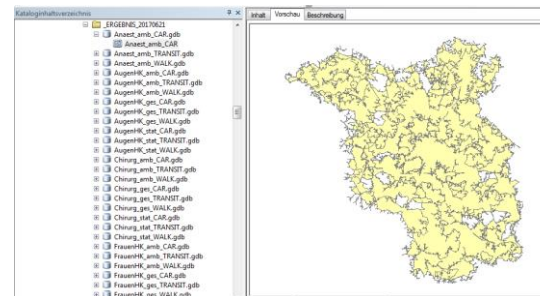 Kataloginhaltsverzeichnis
_ERGEBNIS_20170621
Anaest_amb_CAR.gdb
Anaest_amb_CAR
Anaest_amb_TRANSIT.gdb
Anaest_amb_WALK.gdb
AugenHK_amb_CAR.gdb
AugenHK_amb_TRANSIT.gdb
AugenHK_amb_WALK.gdb
AugenHK_ges_CAR.gdb
AugenHK_ges_TRANSIT.gdb
AugenHK_ges_WALK.gdb
AugenHK_stat_CAR.gdb
AugenHK_stat_TRANSIT.gdb
AugenHK_stat_WALK.gdb
Chirurg_amb_CAR.gdb
Chirurg_amb_TRANSIT.gdb
Chirurg_amb_WALK.gdb
Chirurg_ges_CAR.gdb
Chirurg_ges_TRANSIT.gdb
Chirurg_ges_WALK.gdb
Chirurg_stat_CAR.gdb
Chirurg_stat_TRANSIT.gdb
Chirurg_stat_WALK.gdb
FrauenHK_amb_CAR.gdb
FrauenHK_amb_TRANSIT.gdb
FrauenHK_amb_WALK.gdb
FrauenHK_ges_CAR.gdb
FrauenHK_ges_TRANSIT.gdb
FrauenHK_ges_WALK.gdb
Inhalt Vorschau Beschreibung